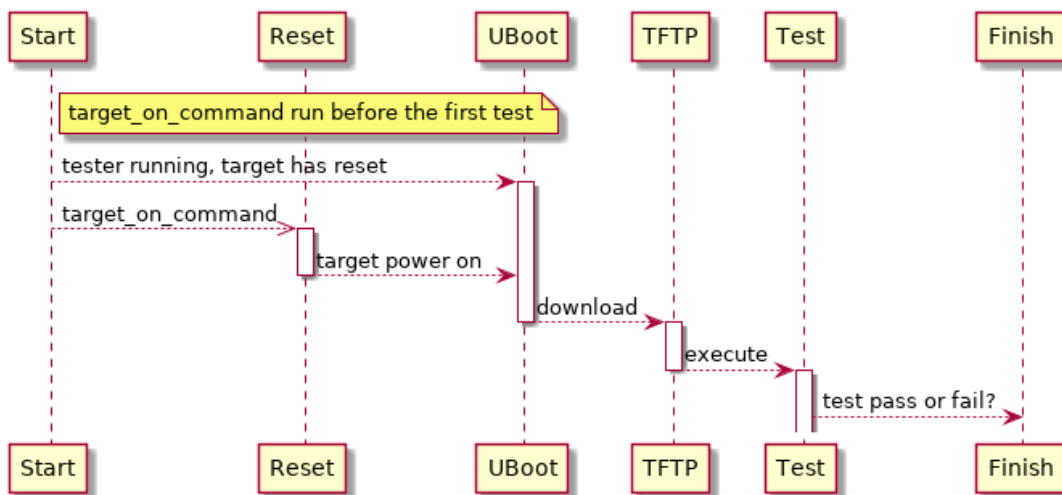 Start Reset UBoot TFTP Test Finish
target_on_command run before the first test
tester running, target has reset
target_on_command
target power on
download
execute
test pass or fail?
Start Reset UBoot TFTP Test Finish